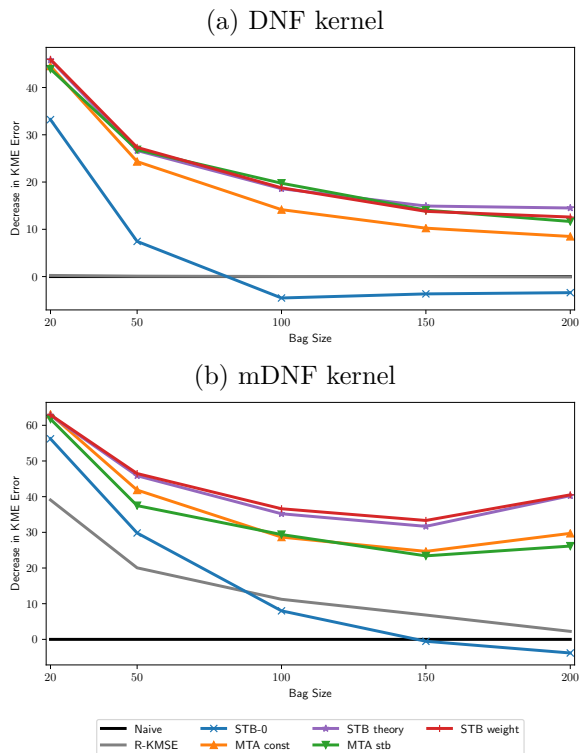 (a) DNF kernel
Decrease in KME Error
40
30
20
10
0
20 50 100 150 200
Bag Size
(b) mDNF kernel
Decrease in KME Error
60
50
40
30
20
10
0
20 50 100 150 200
Bag Size
Naive STB-0 STB theory STB weight
R-KMSE MTA const MTA stb